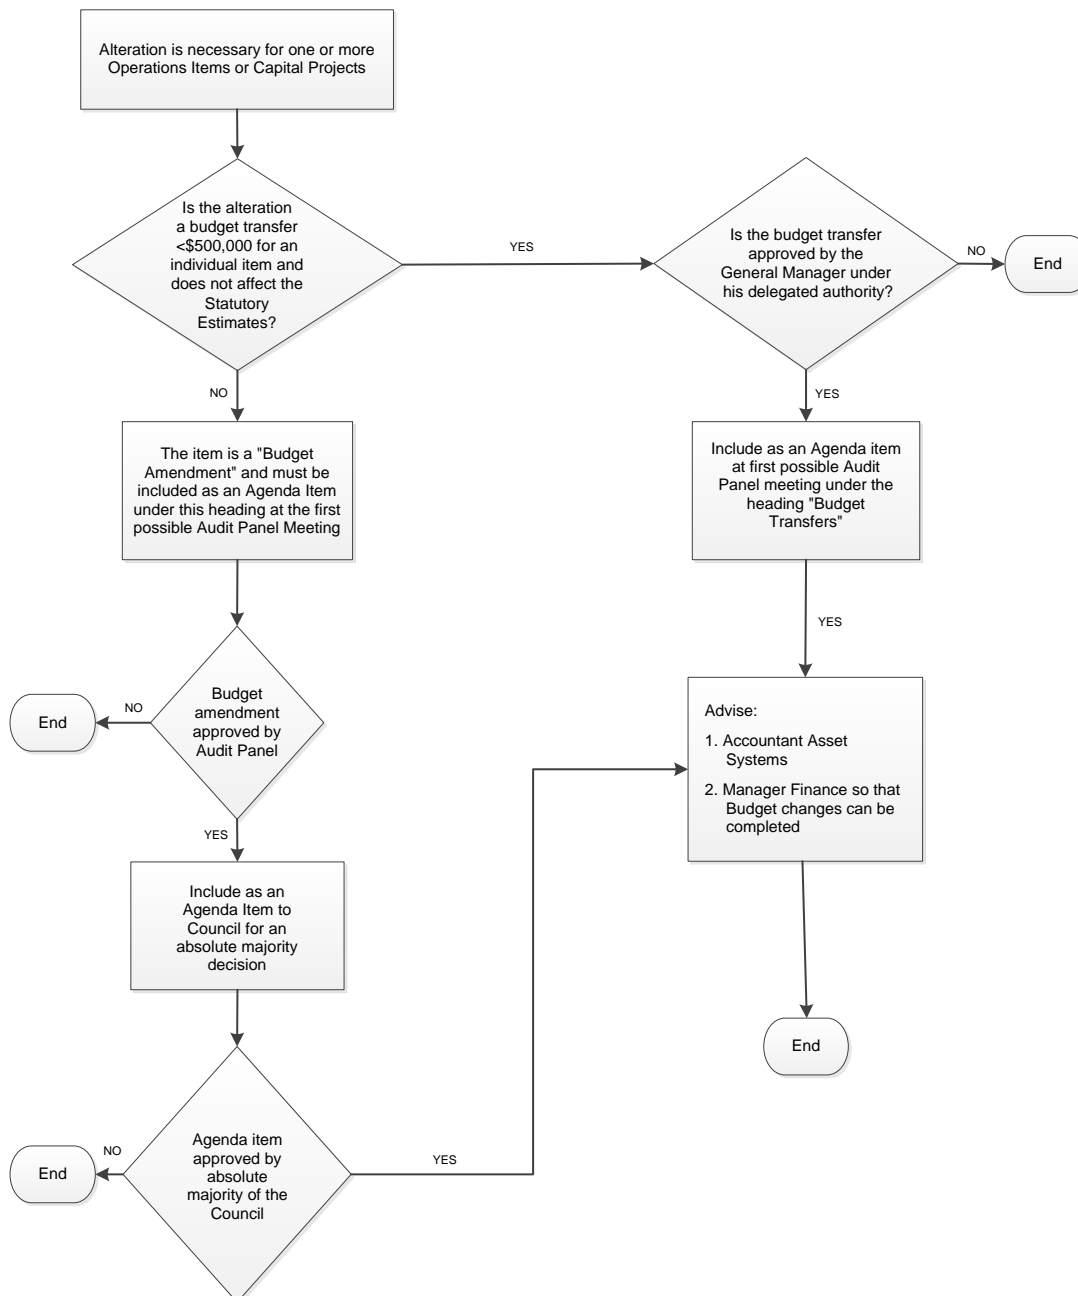 Alteration is necessary for one or more
Operations Items or Capital Projects
Is the alteration
a budget transfer
<$500,000 for an
individual item and
does not affect the
Statutory
Estimates?
YES
Is the budget transfer
approved by the
General Manager under
his delegated authority?
NO
End
NO
YES
The item is a "Budget
Amendment" and must be
included as an Agenda Item
under this heading at the first
possible Audit Panel Meeting
Include as an Agenda item
at first possible Audit
Panel meeting under the
heading "Budget
Transfers"
YES
Budget
amendment
approved by
Audit Panel
NO
End
Advise:
1. Accountant Asset
Systems
2. Manager Finance so that
Budget changes can be
completed
YES
Include as an
Agenda Item to
Council for an
absolute majority
decision
End
Agenda item
approved by
absolute
majority of the
Council
NO
End
YES